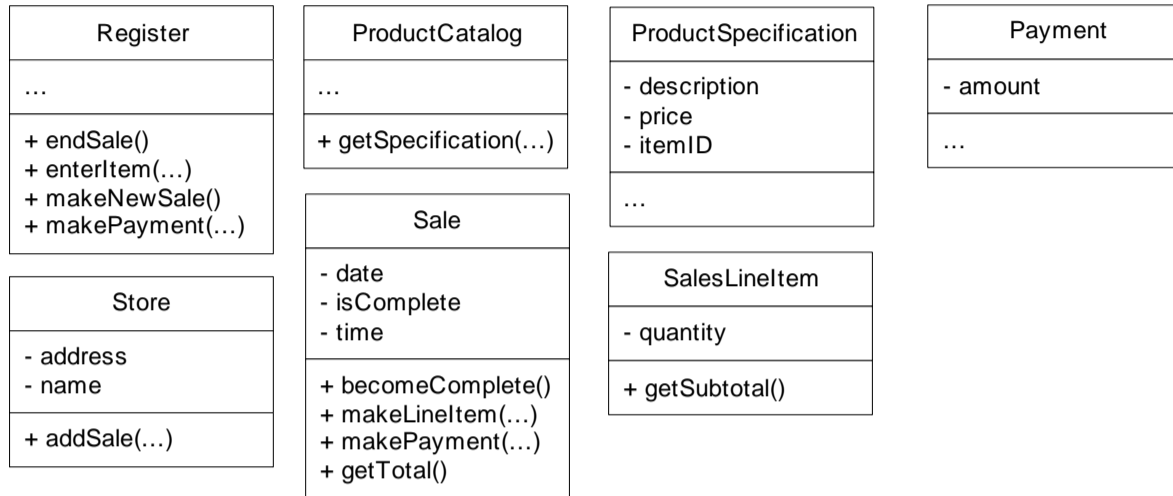 Register
...
+ endSale()
+ enterItem(...)
+ makeNewSale()
+ makePayment(...)
ProductCatalog
...
+ getSpecification(...)
ProductSpecification
- description
- price
- itemID
...
Payment
- amount
...
Store
- address
- name
+ addSale(...)
Sale
- date
- isComplete
- time
+ becomeComplete()
+ makeLineItem(...)
+ makePayment(...)
+ getTotal()
SalesLineItem
- quantity
+ getSubtotal()